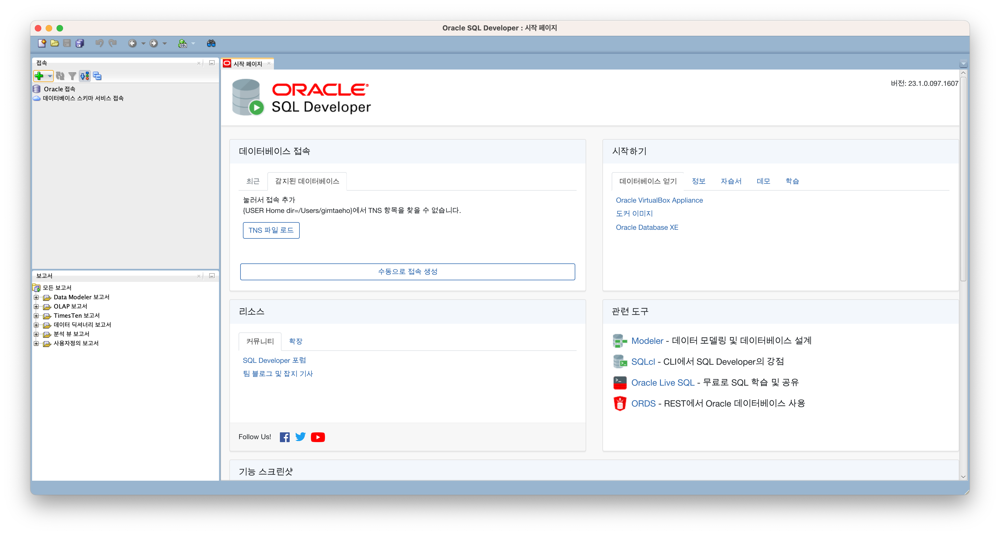 Oracle SQL Developer : 시작 페이지
SQL
접속
Oracle 접속
데이터베이스 스키마 서비스 접속
보고서
모든 보고서
Data Modeler 보고서
OLAP 보고서
TimesTen 보고서
데이터 딕셔너리 보고서
분석 뷰 보고서
사용자정의 보고서
시작 페이지
ORACLE®
SQL Developer
버전: 23.1.0.097.1607
데이터베이스 접속
최근 감지된 데이터베이스
눌러서 접속 추가
{USER Home dir=/Users/gimtaeho}에서 TNS 항목을 찾을 수 없습니다.
TNS 파일 로드
수동으로 접속 생성
시작하기
데이터베이스 얻기 정보 자습서 데모 학습
Oracle VirtualBox Appliance
도커 이미지
Oracle Database XE
리소스
커뮤니티 확장
SQL Developer 포럼
팀 블로그 및 잡지 기사
Follow Us!
관련 도구
Modeler - 데이터 모델링 및 데이터베이스 설계
SQLcl - CLI에서 SQL Developer의 강점
Oracle Live SQL - 무료로 SQL 학습 및 공유
ORDS - REST에서 Oracle 데이터베이스 사용
기능 스크린샷